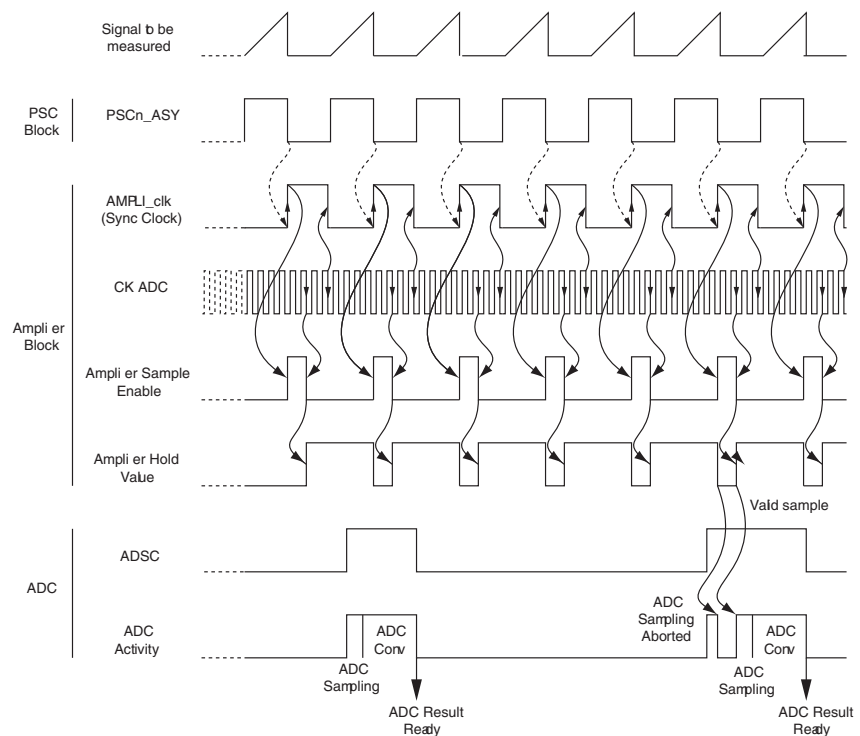 Signal to be
measured
PSC
Block
PSCn_ASY
AMPLI_clk
(Sync Clock)
CK ADC
Ampli er
Block
Ampli er Sample
Enable
Ampli er Hold
Value
Valid sample
ADSC
ADC
ADC
Sampling
Aborted
ADC
Activity
ADC
Conv
ADC
Conv
ADC
Sampling
ADC
Sampling
ADC Result
Ready
ADC Result
Ready